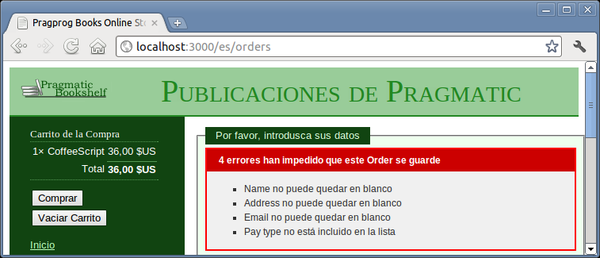 Pragprog Books Online St
localhost:3000/es/orders
Pragmatic
Bookshelf
PUBLICACIONES DE PRAGMATIC
Carrito de la Compra
1× CoffeeScript 36,00 $US
Total 36,00 $US
Comprar
Vaciar Carrito
Inicio
Por favor, introdusca sus datos
4 errores han impedido que este Order se guarde
Name no puede quedar en blanco
Address no puede quedar en blanco
Email no puede quedar en blanco
Pay type no está incluido en la lista